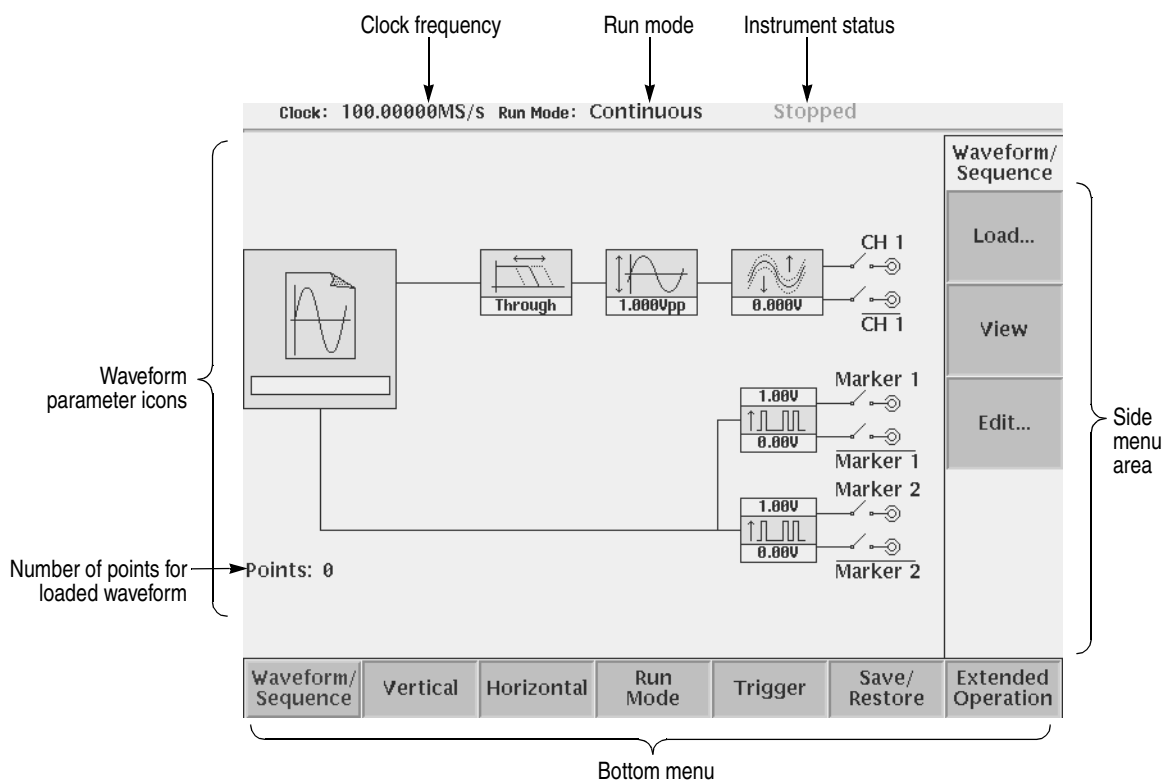 Clock frequency
Run mode
Instrument status
Clock: 100.00000MS/s Run Mode: Continuous Stopped
Waveform/
Sequence
Load...
View
Edit...
Side
menu
area
Waveform
parameter icons
Through
1.000Vpp
0.000V
CH 1
CH 1
Marker 1
1.00V
0.00V
Marker 1
Marker 2
1.00V
0.00V
Marker 2
Number of points for
loaded waveform
Points: 0
Waveform/
Sequence
Vertical
Horizontal
Run
Mode
Trigger
Save/
Restore
Extended
Operation
Bottom menu